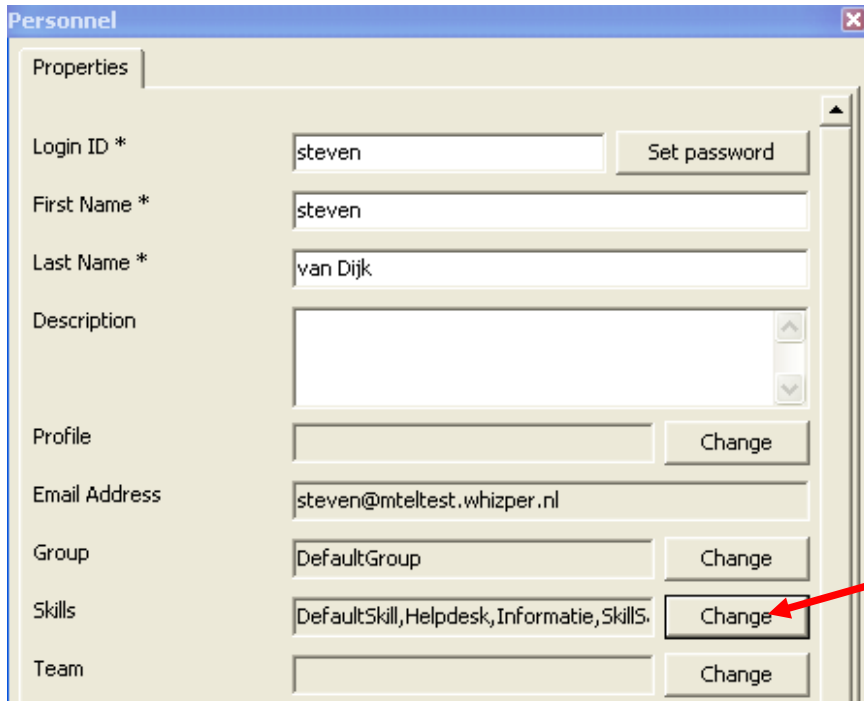 Personnel
Properties
Login ID * steven Set password
First Name * steven
Last Name * van Dijk
Description
Profile Change
Email Address steven@mteltest.whizper.nl
Group DefaultGroup Change
Skills DefaultSkill,Helpdesk,Informatie,SkillS. Change
Team Change